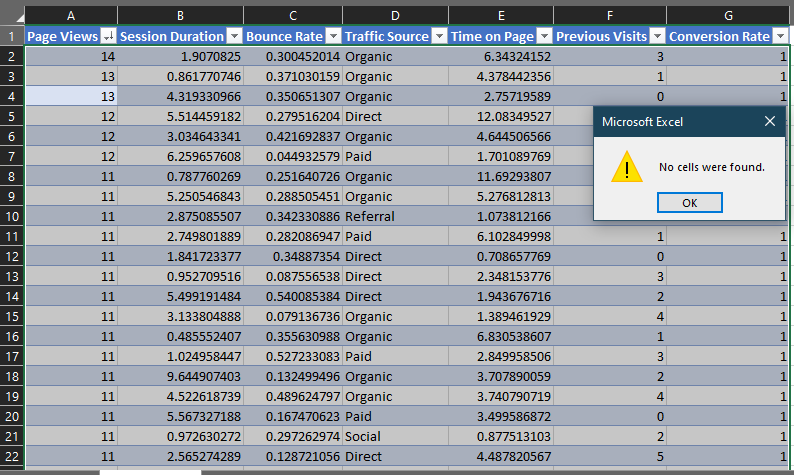 A B C D E F G
1 Page Views Session Duration Bounce Rate Traffic Source Time on Page Previous Visits Conversion Rate
2 14 1.9070825 0.300452014 Organic 6.34324152 3 1
3 13 0.861770746 0.371030159 Organic 4.378442356 1 1
4 13 4.319330966 0.350651307 Organic 2.75719589 0 1
5 12 5.514459182 0.279516204 Direct 12.08349527
6 12 3.034643341 0.421692837 Organic 4.644506566
7 12 6.259657608 0.044932579 Paid 1.701089769
8 11 0.787760269 0.251640726 Organic 11.69293807
9 11 5.250546843 0.288505451 Organic 5.276812813
10 11 2.875085507 0.342330886 Referral 1.073812166
Microsoft Excel
No cells were found.
OK
11 11 2.749801889 0.282086947 Paid 6.102849998 1 1
12 11 1.841723377 0.34887354 Direct 0.708657769 0 1
13 11 0.952709516 0.087556538 Direct 2.348153776 3 1
14 11 5.499191484 0.540085384 Direct 1.943676716 2 1
15 11 3.133804888 0.079136736 Organic 1.389461929 4 1
16 11 0.485552407 0.355630988 Organic 6.830538607 1 1
17 11 1.024958447 0.527233083 Paid 2.849958506 3 1
18 11 9.644907403 0.132499496 Organic 3.707890059 2 1
19 11 4.522618739 0.489624797 Organic 3.740790719 4 1
20 11 5.567327188 0.167470623 Paid 3.499586872 0 1
21 11 0.972630272 0.297262974 Social 0.877513103 2 1
22 11 2.565274289 0.128721056 Direct 4.487820567 5 1